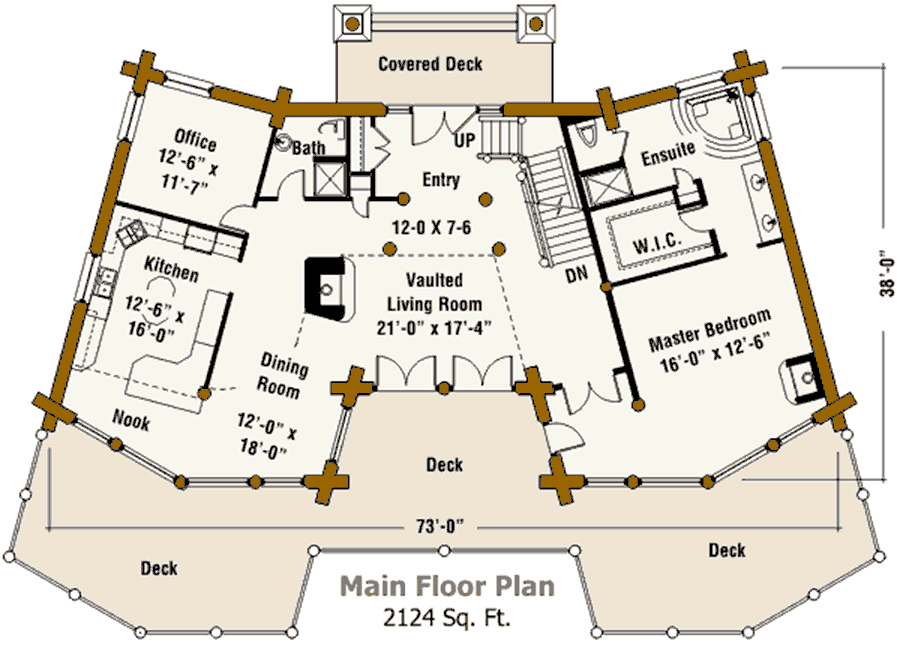 Covered Deck
Office
12'-6" x
11'-7"
Bath
UP
Entry
12-0 X 7-6
Ensuite
W.I.C.
DN
Kitchen
12'-6" x
16'-0"
Vaulted
Living Room
21'-0" x 17'-4"
Master Bedroom
16'-0" x 12'-6"
38'-0"
Dining
Room
12'-0" x
18'-0"
Nook
Deck
73'-0"
Deck
Deck
Main Floor Plan
2124 Sq. Ft.